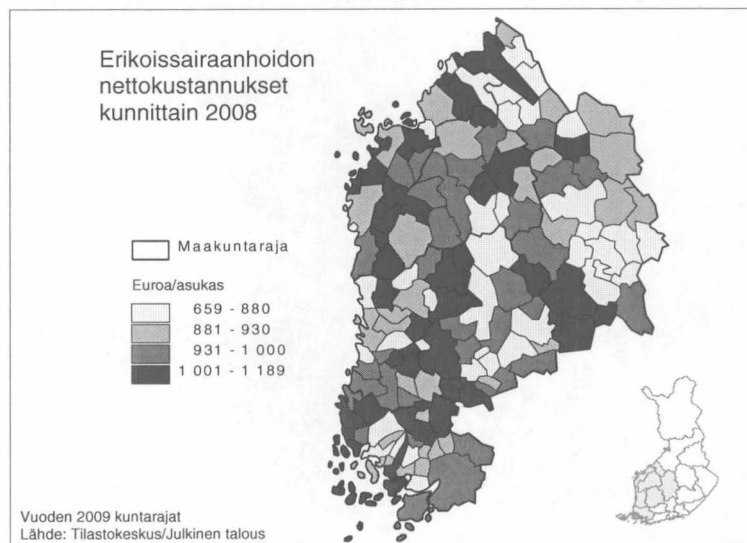 Erikoissairaanhoidon
nettokustannukset
kunnittain 2008
Maakuntaraja
Euroa/asukas
659 - 880
881 - 930
931 - 1 000
1 001 - 1 189
Vuoden 2009 kuntarajat
Lähde: Tilastokeskus/Julkinen talous